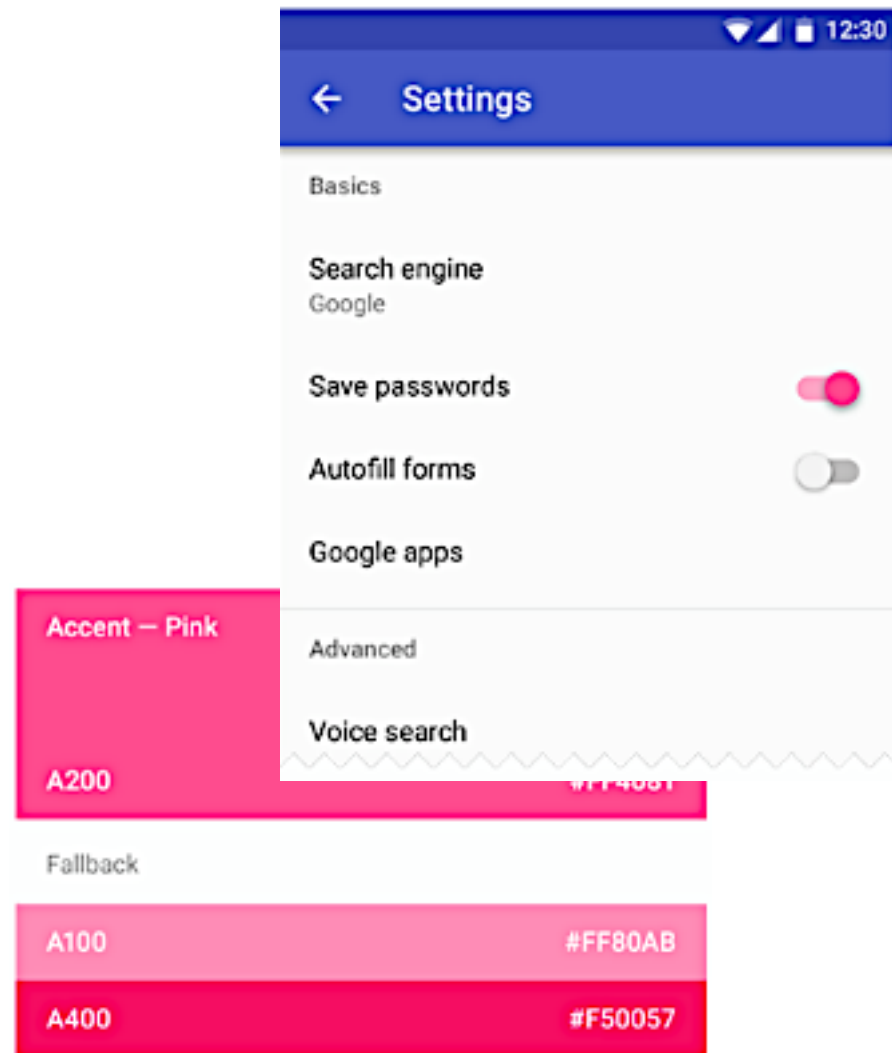 12:30
Settings
Basics
Search engine
Google
Save passwords
Autofill forms
Google apps
Advanced
Voice search
Accent — Pink
A200 #FF4081
Fallback
A100 #FF80AB
A400 #F50057